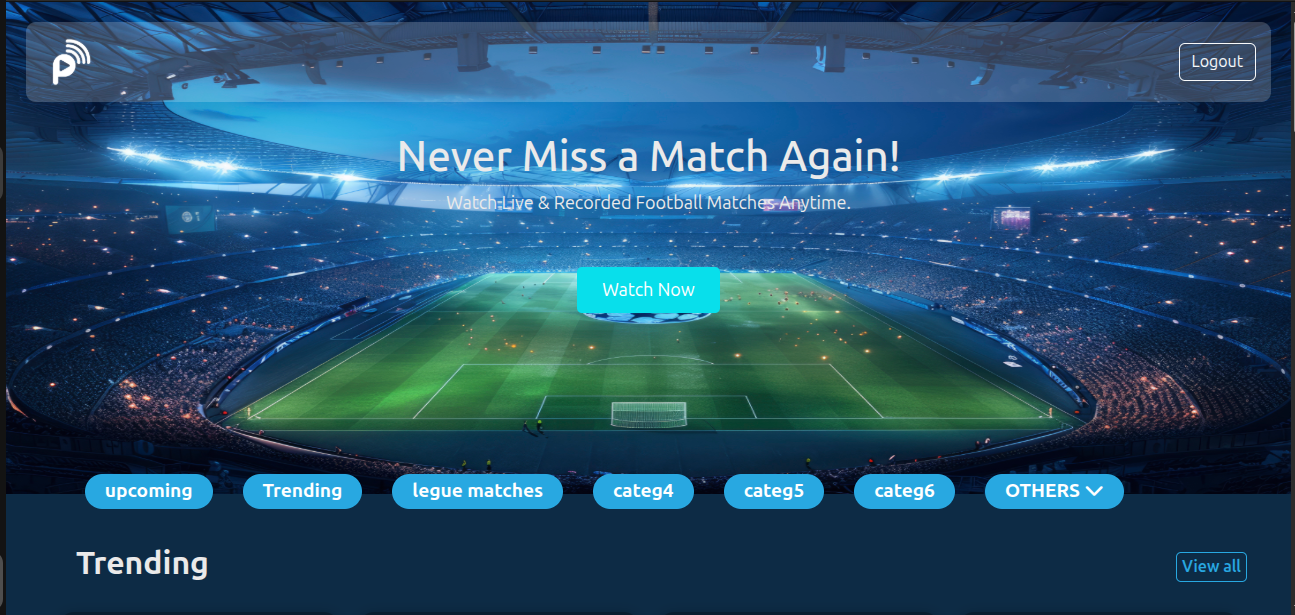 Logout
Never Miss a Match Again!
Watch Live & Recorded Football Matches Anytime.
Watch Now
upcoming
Trending
legue matches
categ4
categ5
categ6
OTHERS
Trending
View all